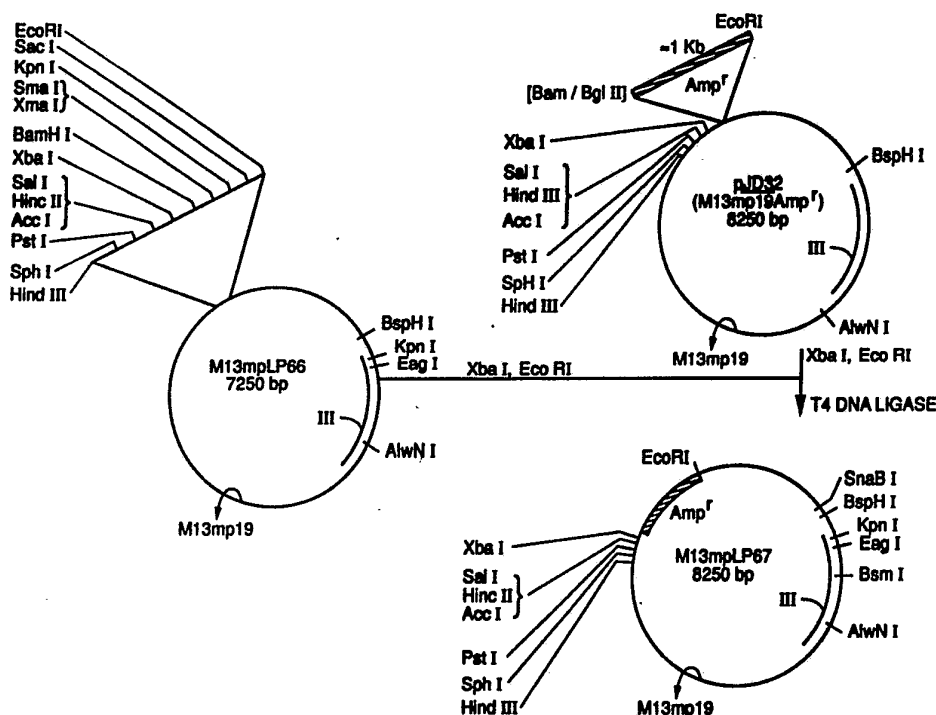 EcoRI
Sac I
Kpn I
Sma I
Xma I
BamH I
Xba I
Sal I
Hinc II
Acc I
Pst I
Sph I
Hind III
M13mpLP66
7250 bp
BspH I
Kpn I
Eag I
III
AlwN I
M13mp19
EcoRI
~1 Kb
Ampr
[Bam / Bgl II]
Xba I
Sal I
Hind III
Acc I
Pst I
SpH I
Hind III
pJD32
(M13mp19Ampr)
8250 bp
BspH I
III
AlwN I
M13mp19
Xba I, Eco RI
Xba I, Eco RI
T4 DNA LIGASE
EcoRI
Ampr
Xba I
Sal I
Hinc II
Acc I
Pst I
Sph I
Hind III
M13mpLP67
8250 bp
SnaB I
BspH I
Kpn I
Eag I
Bsm I
III
AlwN I
M13mp19